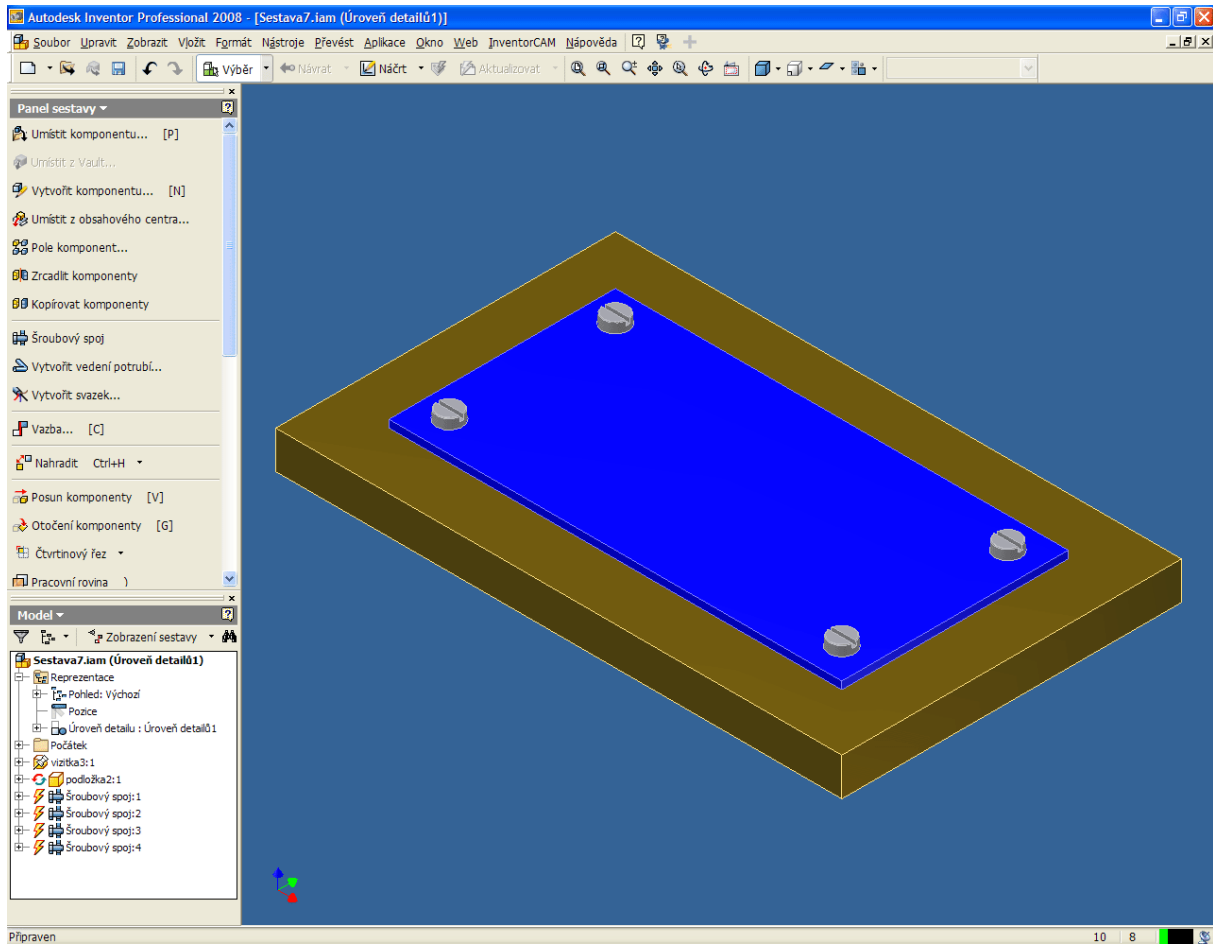 Autodesk Inventor Professional 2008 - [Sestava7.iam (Úroveň detailů1)]
Soubor Upravit Zobrazit Vložit Formát Nástroje Převést Aplikace Okno Web InventorCAM Nápověda
Výběr Návrat Náčrt Aktualizovat
Panel sestavy
Umístit komponentu... [P]
Umístit z Vault...
Vytvořit komponentu... [N]
Umístit z obsahového centra...
Pole komponent...
Zrcadlit komponenty
Kopírovat komponenty
Šroubový spoj
Vytvořit vedení potrubí...
Vytvořit svazek...
Vazba... [C]
Nahradit Ctrl+H
Posun komponenty [V]
Otočení komponenty [G]
Čtvrtinový řez
Pracovní rovina )
Model
Zobrazení sestavy
Sestava7.iam (Úroveň detailů1)
Reprezentace
Pohled: Výchozí
Pozice
Úroveň detailu : Úroveň detailů1
Počátek
vizitka3:1
podložka2:1
Šroubový spoj:1
Šroubový spoj:2
Šroubový spoj:3
Šroubový spoj:4
Připraven 10 8